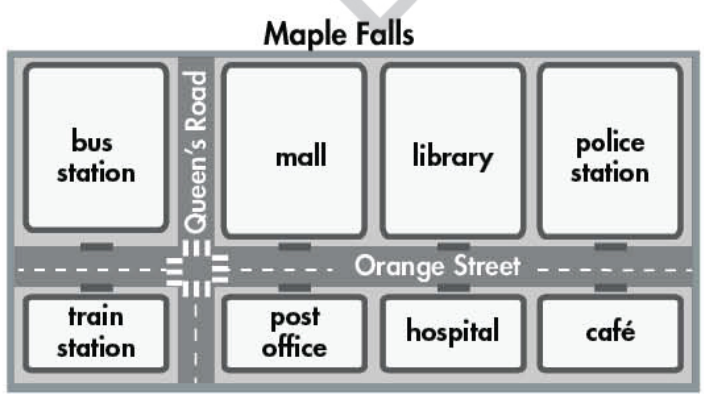 Maple Falls
bus
station
Queen's Road
mall
library
police
station
Orange Street
train
station
post
office
hospital
café